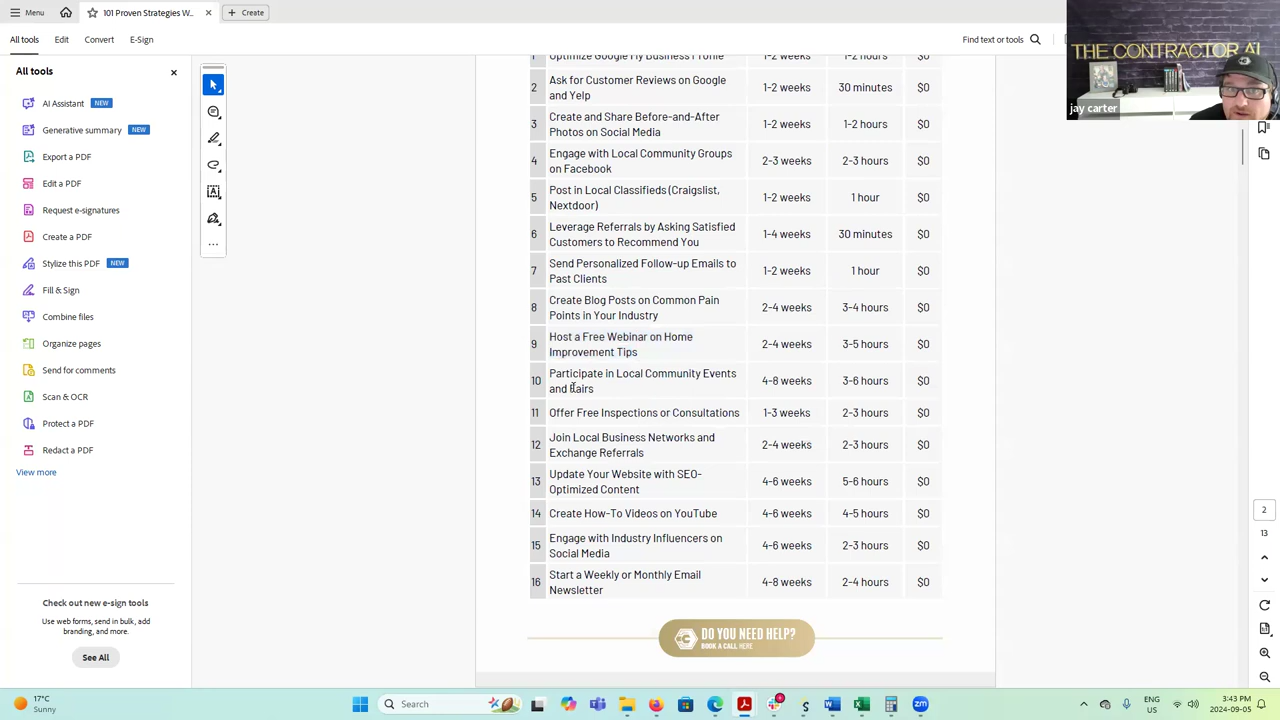 Menu
101 Proven Strategies W...
Create
All tools
Edit
Convert
E-Sign
Find text or tools
THE CONTRACTOR AI
jay carter
All tools
AI Assistant NEW
Generative summary NEW
Export a PDF
Edit a PDF
Request e-signatures
Create a PDF
Stylize this PDF NEW
Fill & Sign
Combine files
Organize pages
Send for comments
Scan & OCR
Protect a PDF
Redact a PDF
View more
Check out new e-sign tools
Use web forms, send in bulk, add
branding, and more.
See All
1 Optimize Google My Business Profile 1-2 weeks 1-2 hours $0
2 Ask for Customer Reviews on Google
and Yelp 1-2 weeks 30 minutes $0
3 Create and Share Before-and-After
Photos on Social Media 1-2 weeks 1-2 hours $0
4 Engage with Local Community Groups
on Facebook 2-3 weeks 2-3 hours $0
5 Post in Local Classifieds (Craigslist,
Nextdoor) 1-2 weeks 1 hour $0
6 Leverage Referrals by Asking Satisfied
Customers to Recommend You 1-4 weeks 30 minutes $0
7 Send Personalized Follow-up Emails to
Past Clients 1-2 weeks 1 hour $0
8 Create Blog Posts on Common Pain
Points in Your Industry 2-4 weeks 3-4 hours $0
9 Host a Free Webinar on Home
Improvement Tips 2-4 weeks 3-5 hours $0
10 Participate in Local Community Events
and Fairs 4-8 weeks 3-6 hours $0
11 Offer Free Inspections or Consultations 1-3 weeks 2-3 hours $0
12 Join Local Business Networks and
Exchange Referrals 2-4 weeks 2-3 hours $0
13 Update Your Website with SEO-
Optimized Content 4-6 weeks 5-6 hours $0
14 Create How-To Videos on YouTube 4-6 weeks 4-5 hours $0
15 Engage with Industry Influencers on
Social Media 4-6 weeks 2-3 hours $0
16 Start a Weekly or Monthly Email
Newsletter 4-8 weeks 2-4 hours $0
DO YOU NEED HELP?
BOOK A CALL HERE
2
13
17°C
Sunny
Search
ENG
US
3:43 PM
2024-09-05